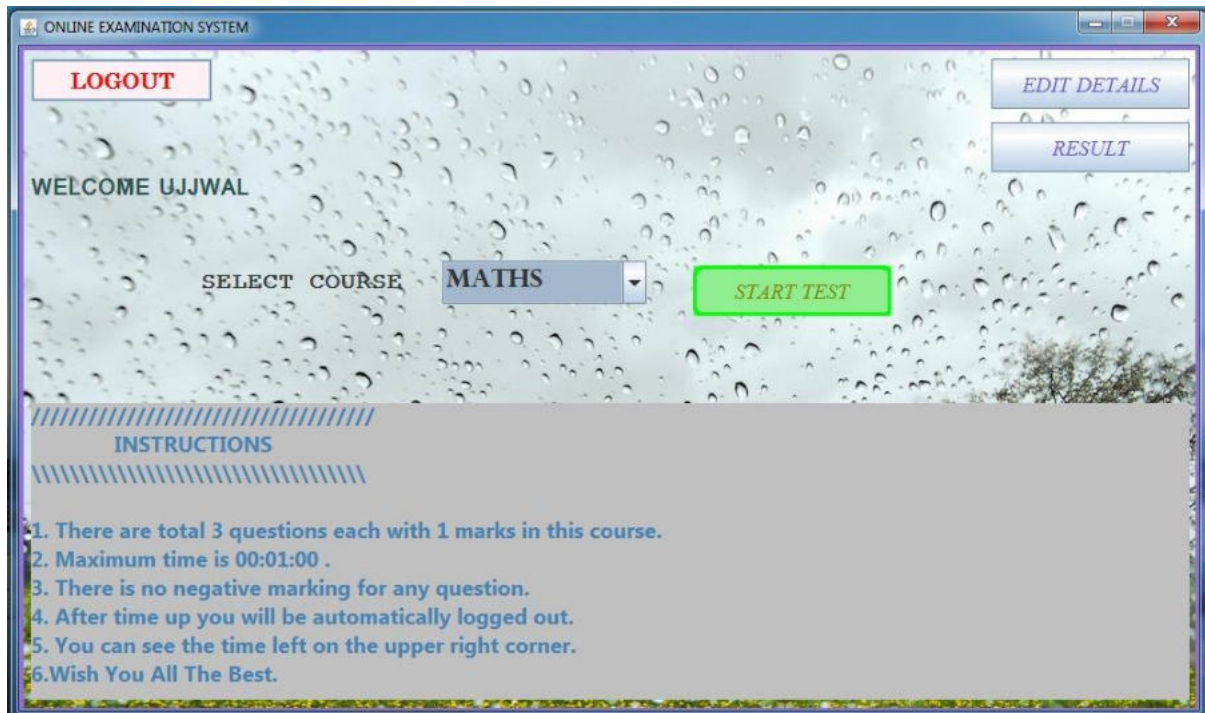 ONLINE EXAMINATION SYSTEM
LOGOUT
EDIT DETAILS
RESULT
WELCOME UJJWAL
SELECT COURSE MATHS START TEST
///////////////////////////////////////
INSTRUCTIONS
\\\\\\\\\\\\\\\\\\\\\\\\\\\\\\\\\\\\\\\
1. There are total 3 questions each with 1 marks in this course.
2. Maximum time is 00:01:00 .
3. There is no negative marking for any question.
4. After time up you will be automatically logged out.
5. You can see the time left on the upper right corner.
6.Wish You All The Best.